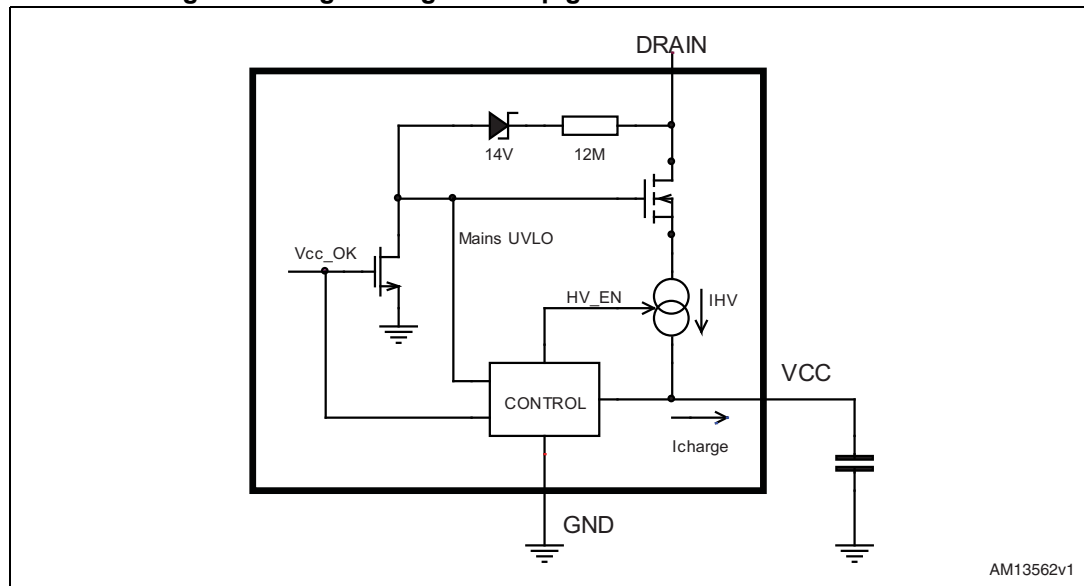 DRAIN
14V
12M
Mains UVLO
Vcc_OK
HV_EN
IHV
VCC
CONTROL
Icharge
GND
AM13562v1